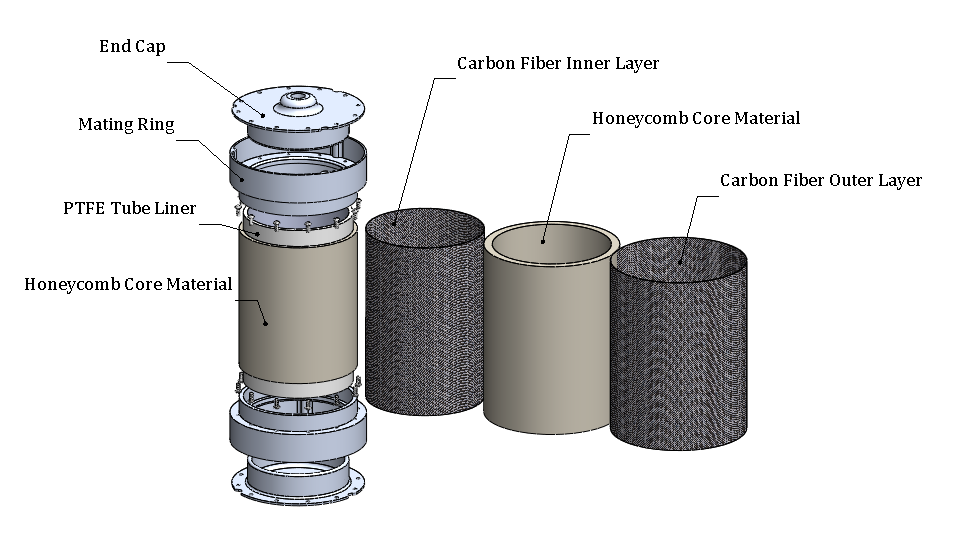 End Cap
Carbon Fiber Inner Layer
Mating Ring
Honeycomb Core Material
Carbon Fiber Outer Layer
PTFE Tube Liner
Honeycomb Core Material